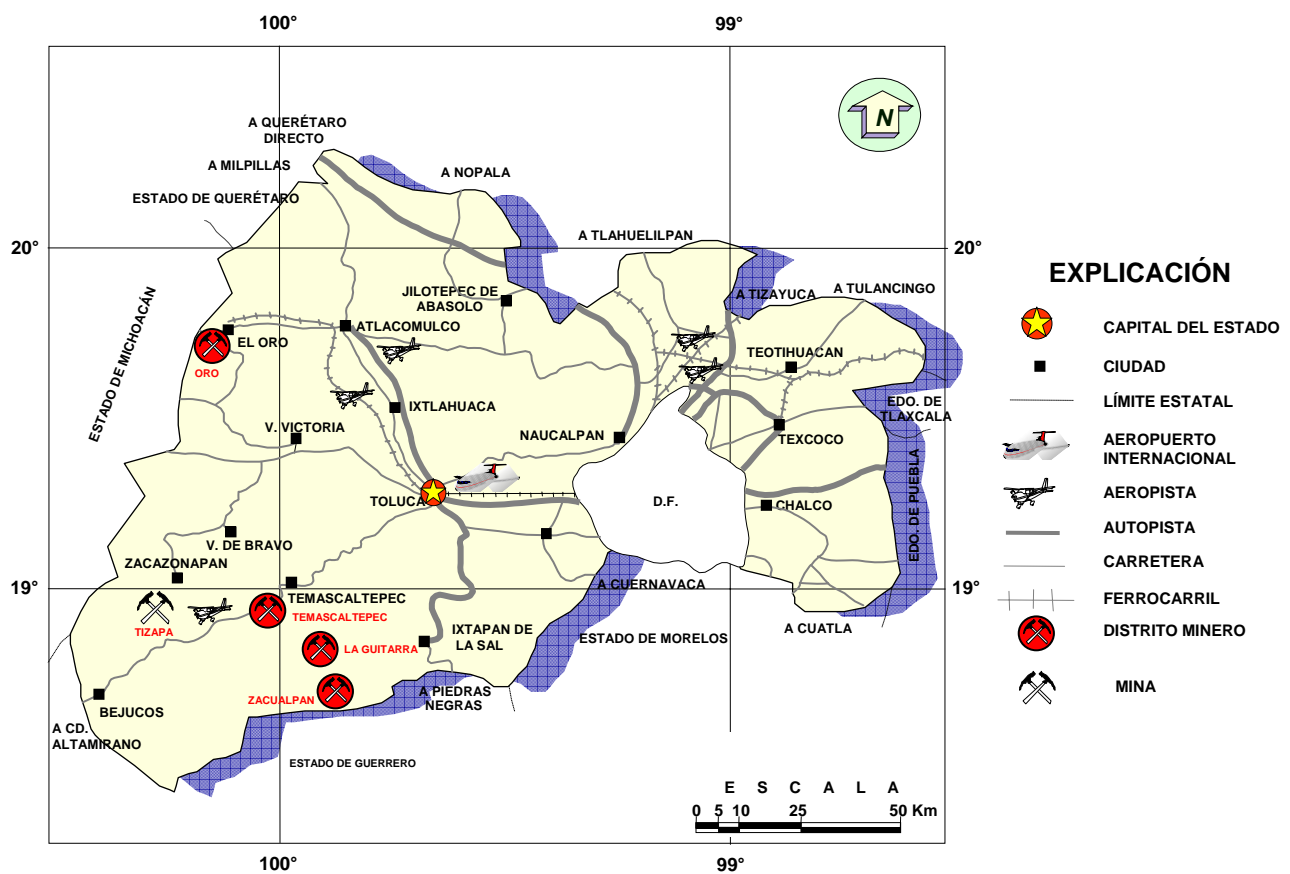 100°
99°
A QUERÉTARO
DIRECTO
A MILPILLAS
A NOPALA
ESTADO DE QUERÉTARO
N
20°
A TLAHUELILPAN
20°
JILOTEPEC DE
ABASOLO
A TIZAYUCA
A TULANCINGO
ATLACOMULCO
EL ORO
ORO
TEOTIHUACAN
ESTADO DE MICHOACÁN
IXTLAHUACA
EDO. DE
TLAXCALA
V. VICTORIA
NAUCALPAN
TEXCOCO
TOLUCA
D.F.
CHALCO
EDO. DE PUEBLA
V. DE BRAVO
ZACAZONAPAN
19°
A CUERNAVACA
19°
TEMASCALTEPEC
TEMASCALTEPEC
TIZAPA
A CUATLA
IXTAPAN DE
LA SAL
ESTADO DE MORELOS
LA GUITARRA
ZACUALPAN
A PIEDRAS
NEGRAS
BEJUCOS
A CD.
ALTAMIRANO
ESTADO DE GUERRERO
E S C A L A
0 5 10 25 50 Km
100°
99°
EXPLICACIÓN
CAPITAL DEL ESTADO
CIUDAD
LÍMITE ESTATAL
AEROPUERTO
INTERNACIONAL
AEROPISTA
AUTOPISTA
CARRETERA
FERROCARRIL
DISTRITO MINERO
MINA